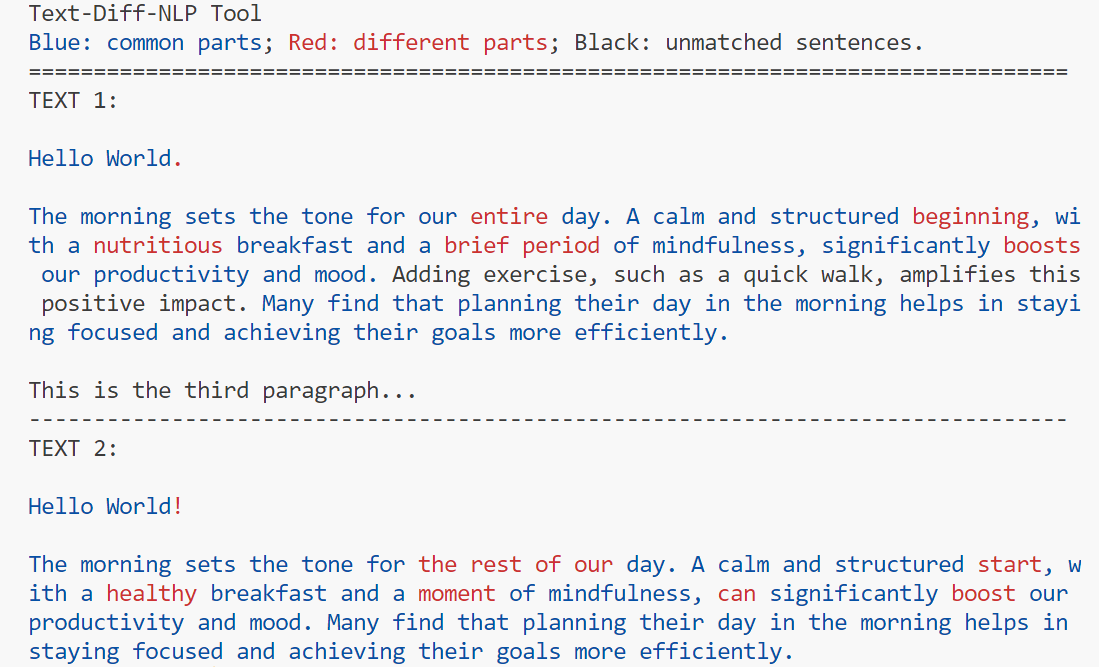 Text-Diff-NLP Tool
Blue: common parts; Red: different parts; Black: unmatched sentences.
================================================================================
TEXT 1:
Hello World.
The morning sets the tone for our entire day. A calm and structured beginning, wi
th a nutritious breakfast and a brief period of mindfulness, significantly boosts
our productivity and mood. Adding exercise, such as a quick walk, amplifies this
positive impact. Many find that planning their day in the morning helps in stayi
ng focused and achieving their goals more efficiently.
This is the third paragraph...
--------------------------------------------------------------------------------
TEXT 2:
Hello World!
The morning sets the tone for the rest of our day. A calm and structured start, w
ith a healthy breakfast and a moment of mindfulness, can significantly boost our
productivity and mood. Many find that planning their day in the morning helps in
staying focused and achieving their goals more efficiently.